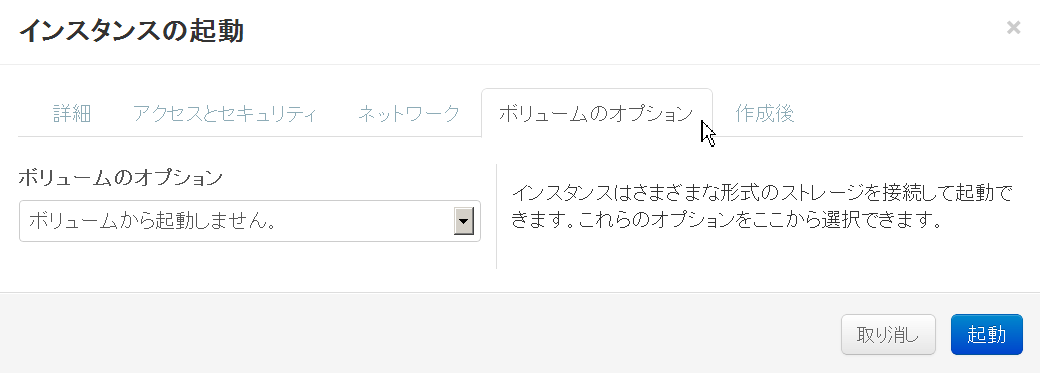 インスタンスの起動
×
詳細 アクセスとセキュリティ ネットワーク ボリュームのオプション 作成後
ボリュームのオプション
ボリュームから起動しません。
インスタンスはさまざまな形式のストレージを接続して起動で
きます。これらのオプションをここから選択できます。
取り消し 起動